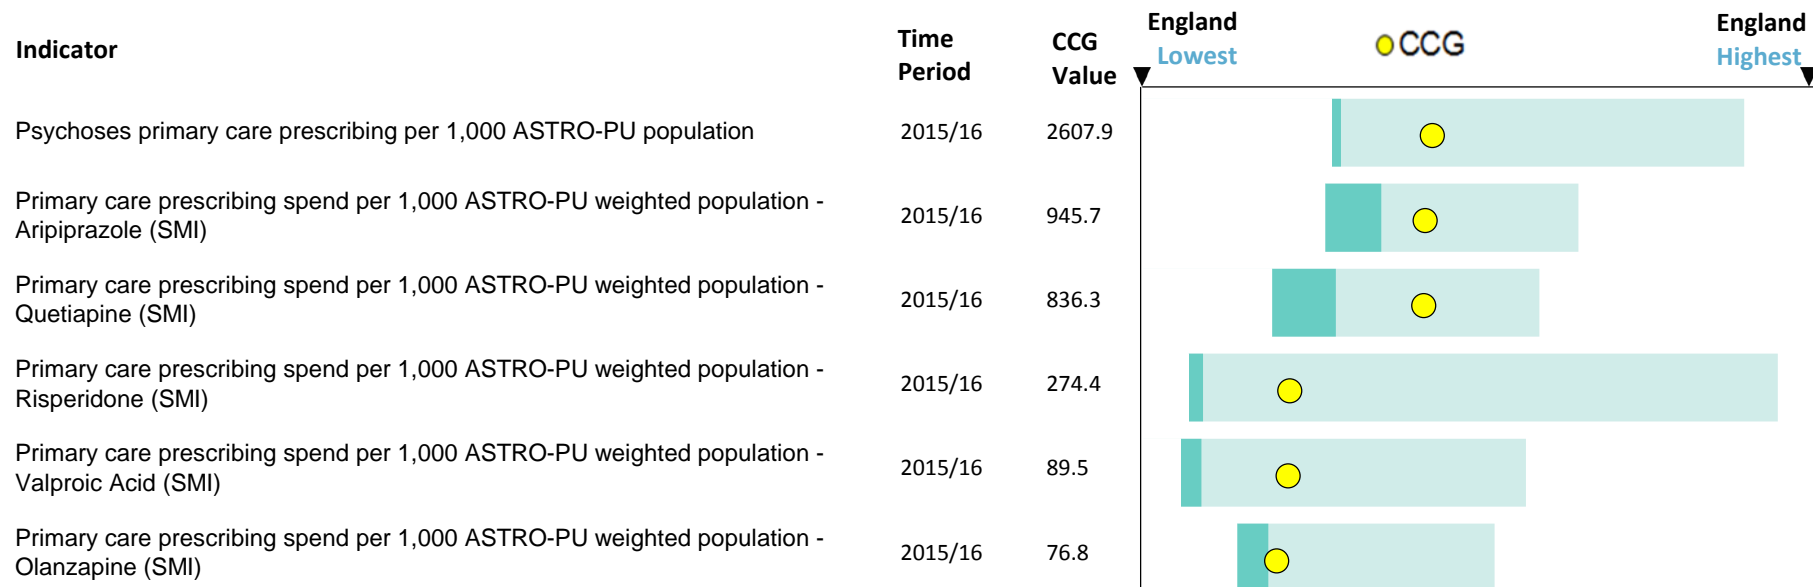 Indicator
Time
Period
CCG
Value
England
Lowest
CCG
England
Highest
Psychoses primary care prescribing per 1,000 ASTRO-PU population
2015/16
2607.9
Primary care prescribing spend per 1,000 ASTRO-PU weighted population -
Aripiprazole (SMI)
2015/16
945.7
Primary care prescribing spend per 1,000 ASTRO-PU weighted population -
Quetiapine (SMI)
2015/16
836.3
Primary care prescribing spend per 1,000 ASTRO-PU weighted population -
Risperidone (SMI)
2015/16
274.4
Primary care prescribing spend per 1,000 ASTRO-PU weighted population -
Valproic Acid (SMI)
2015/16
89.5
Primary care prescribing spend per 1,000 ASTRO-PU weighted population -
Olanzapine (SMI)
2015/16
76.8